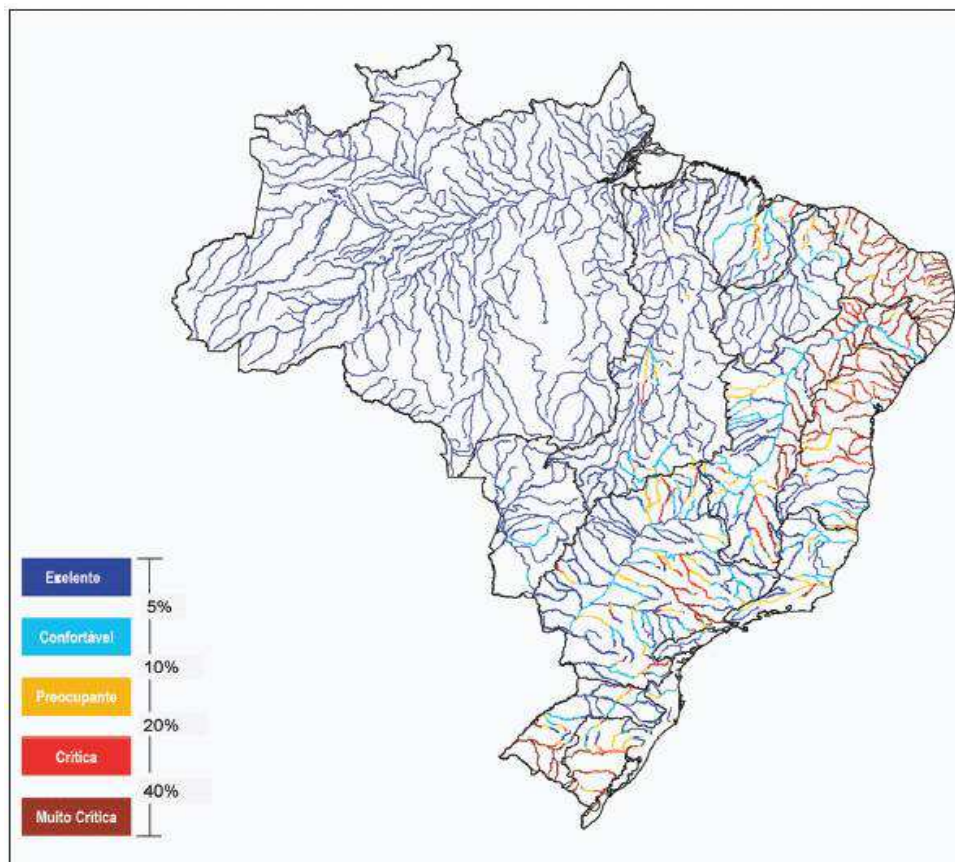 Exelente
5%
Confortável
10%
Preocupante
20%
Crítica
40%
Muito Crítica